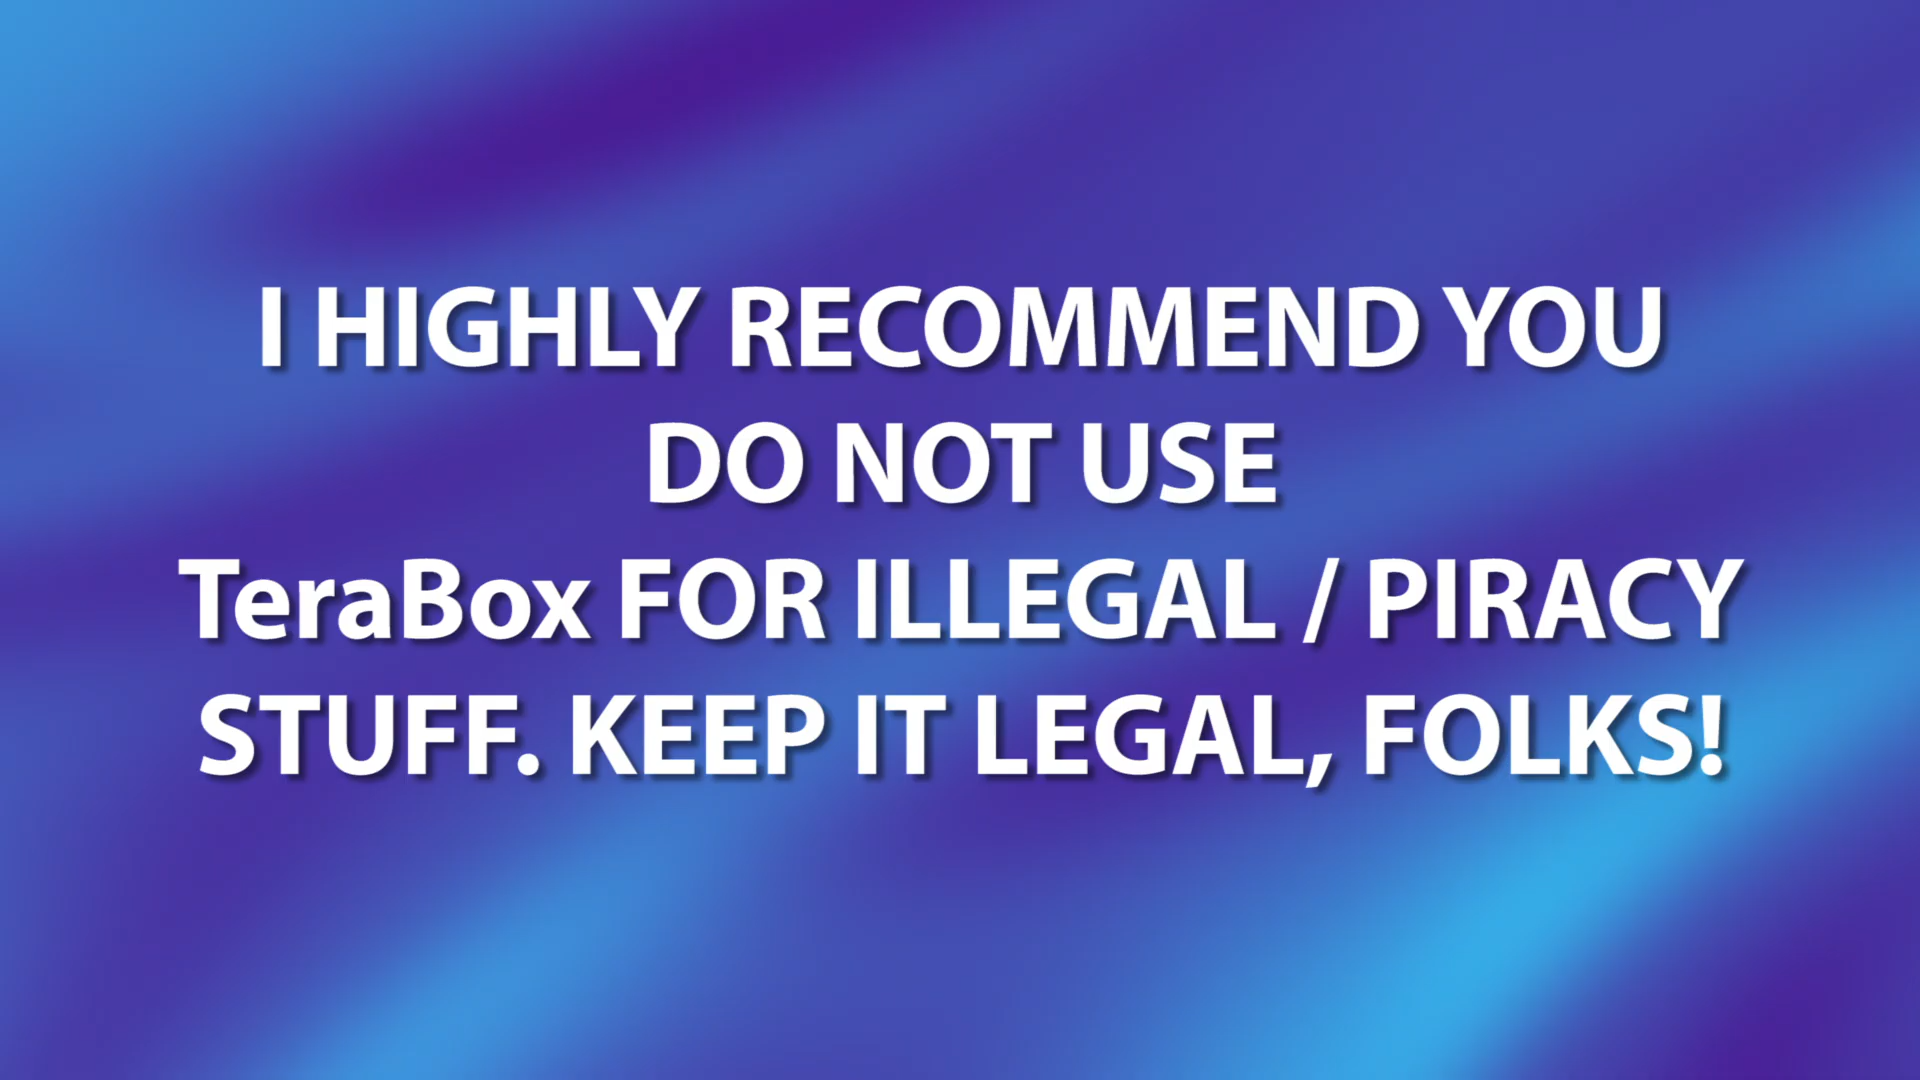 I HIGHLY RECOMMEND YOU
DO NOT USE
TeraBox FOR ILLEGAL / PIRACY
STUFF. KEEP IT LEGAL, FOLKS!